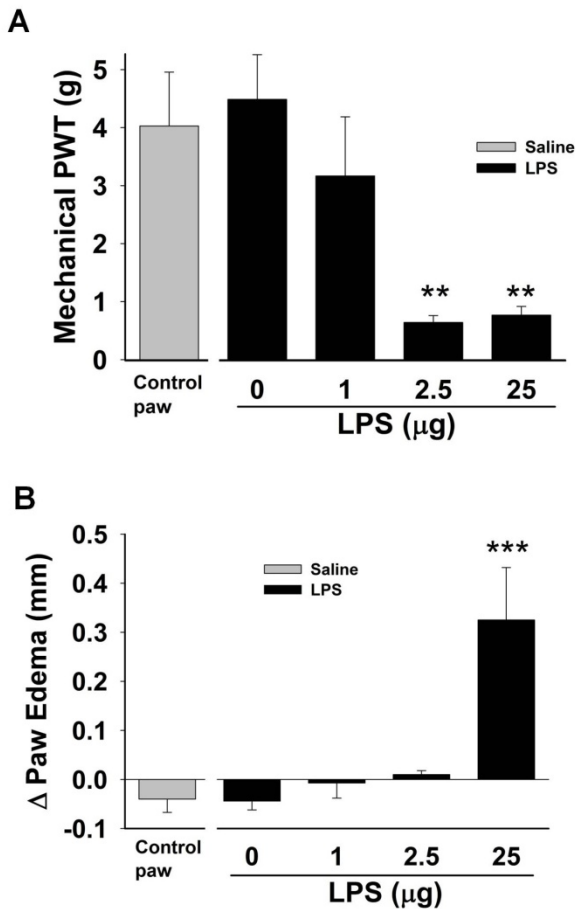 A
Mechanical PWT (g)
5
4
3
2
1
0
Saline
LPS
**
**
Control
paw
0 1 2.5 25
LPS (μg)
B
Δ Paw Edema (mm)
0.5
0.4
0.3
0.2
0.1
0.0
-0.1
Saline
LPS
***
Control
paw
0 1 2.5 25
LPS (μg)